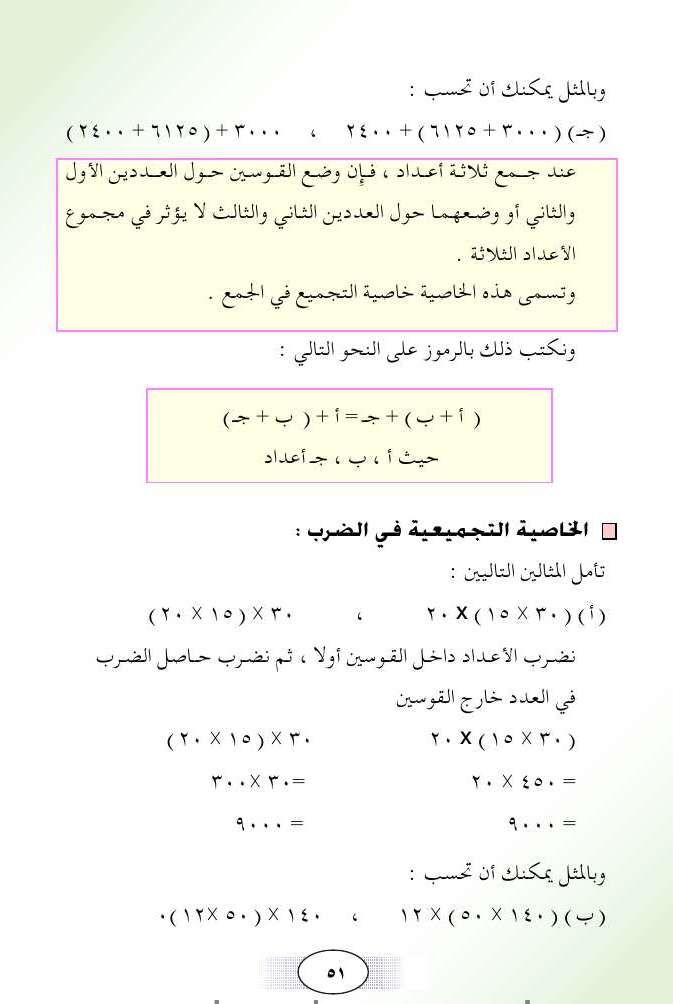 وبالمثل يمكنك أن تحسب :
( جـ ) ( ٣٠٠٠ + ٦١٢٥ ) + ٢٤٠٠ ، ٣٠٠٠ + ( ٦١٢٥ + ٢٤٠٠ )
عند جـمع ثلاثة أعداد ، فإن وضع القوسين حول العددين الأول
والثاني أو وضعهما حول العددين الثاني والثالث لا يؤثر في مجموع
الأعداد الثلاثة .
وتسمى هذه الخاصية خاصية التجميع في الجمع .
ونكتب ذلك بالرموز على النحو التالي :
( أ + ب ) + جـ = أ + ( ب + جـ )
حيث أ ، ب ، جـ أعداد
الخاصية التجميعية في الضرب :
تأمل المثالين التاليين :
( أ ) ( ٣٠ × ١٥ ) × ٢٠ ، ٣٠ × ( ١٥ × ٢٠ )
نضرب الأعداد داخل القوسين أولا ، ثم نضرب حاصل الضرب
في العدد خارج القوسين
( ٣٠ × ١٥ ) × ٢٠ ٣٠ × ( ١٥ × ٢٠ )
= ٤٥٠ × ٢٠ =٣٠ ×٣٠٠
= ٩٠٠٠ = ٩٠٠٠
وبالمثل يمكنك أن تحسب :
( ب ) ( ١٤٠ × ٥٠ ) × ١٢ ، ١٤٠ × ( ٥٠ ×١٢ )٠
٥١